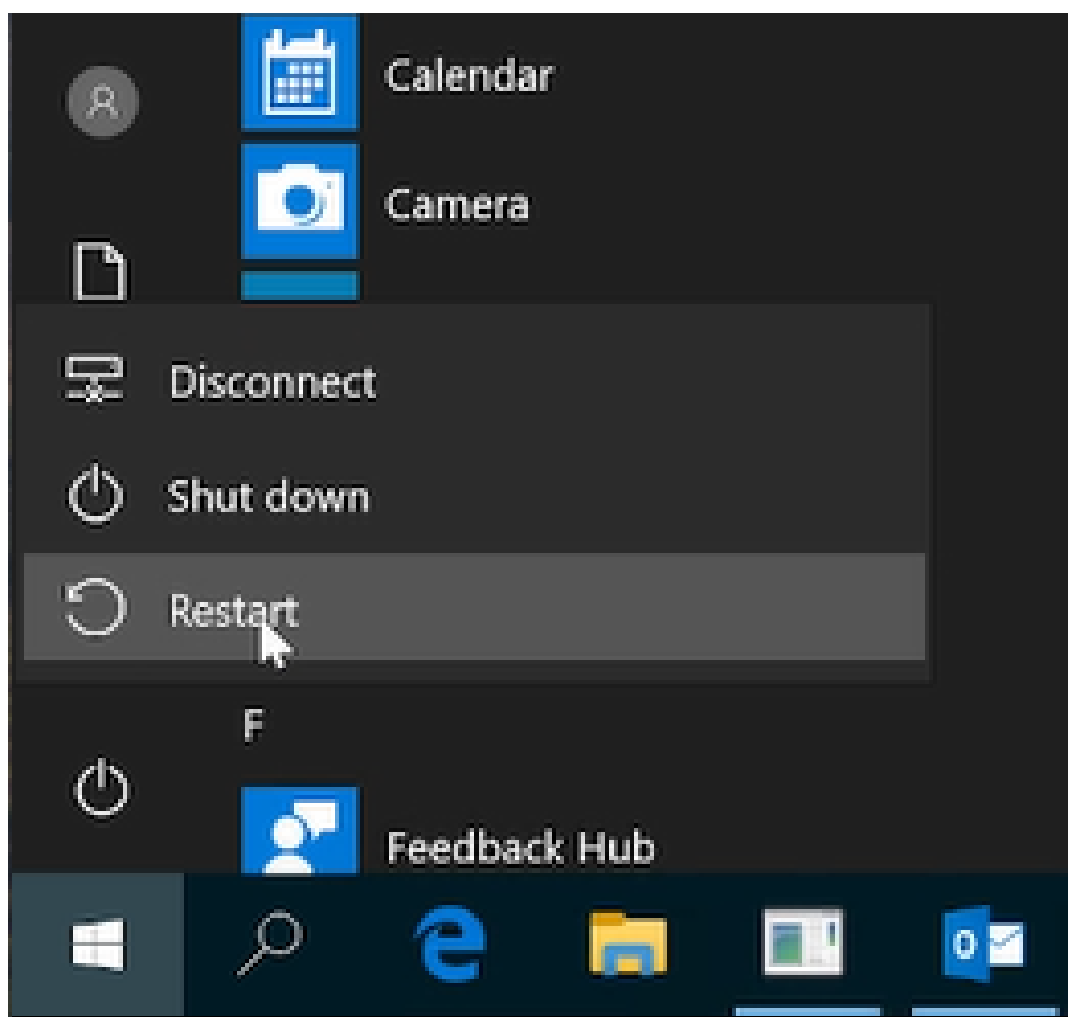 Calendar
Camera
Disconnect
Shut down
Restart
F
Feedback Hub